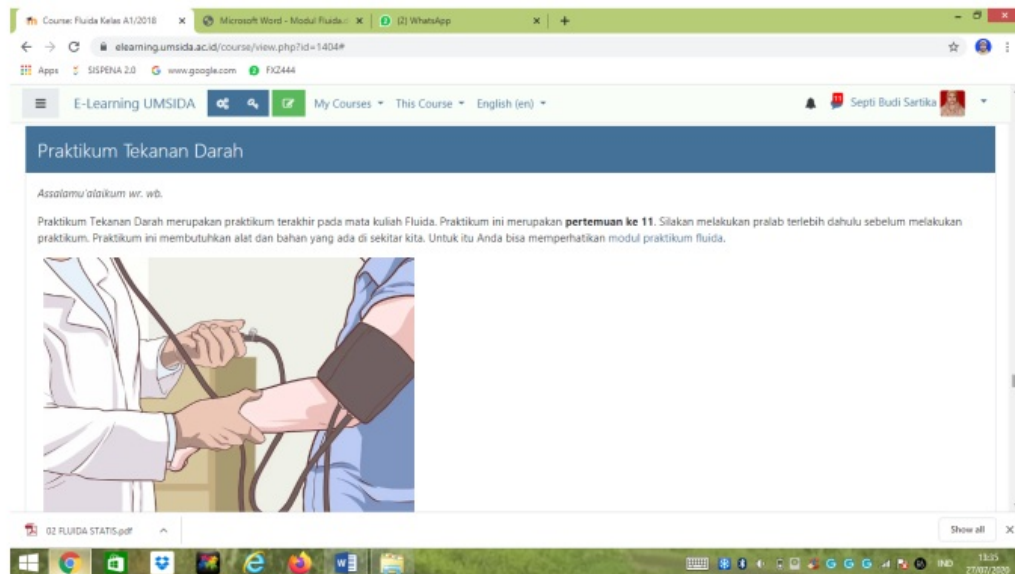 Course: Fluida Kelas A1/2018
Microsoft Word - Modul Fluida.
(2) WhatsApp
elearning.umsida.ac.id/course/view.php?id=1404#
Apps SISPENA 2.0 www.google.com FXZ444
E-Learning UMSIDA My Courses This Course English (en) 11 Septi Budi Sartika
Praktikum Tekanan Darah
Assalamu'alaikum wr. wb.
Praktikum Tekanan Darah merupakan praktikum terakhir pada mata kuliah Fluida. Praktikum ini merupakan pertemuan ke 11. Silakan melakukan pralab terlebih dahulu sebelum melakukan
praktikum. Praktikum ini membutuhkan alat dan bahan yang ada di sekitar kita. Untuk itu Anda bisa memperhatikan modul praktikum fluida.
02 FLUIDA STATIS.pdf Show all
IND 13:35
27/07/2020